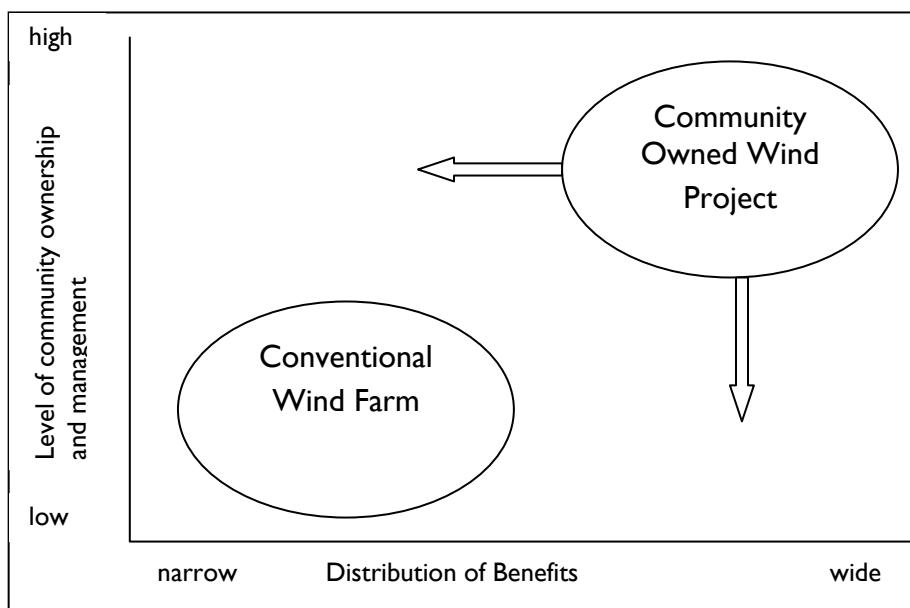 high
Level of community ownership
and management
low
Community
Owned Wind
Project
Conventional
Wind Farm
narrow
Distribution of Benefits
wide